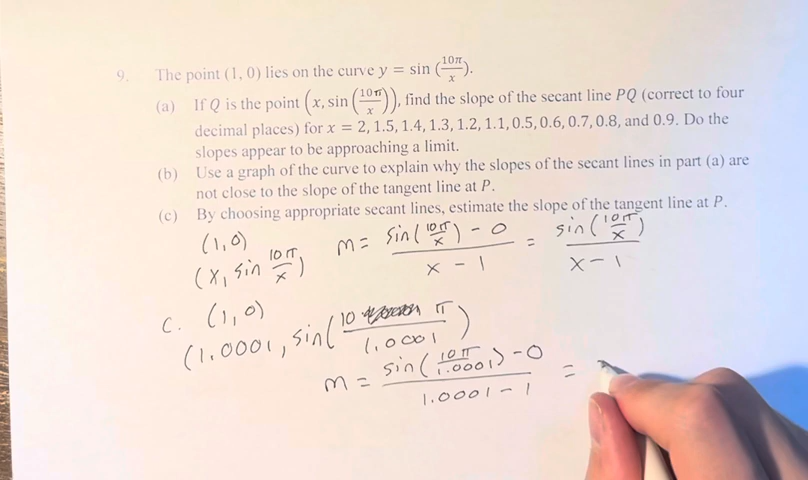 9. The point (1, 0) lies on the curve y = sin (10π/x).
(a) If Q is the point (x, sin (10π/x)), find the slope of the secant line PQ (correct to four
decimal places) for x = 2, 1.5, 1.4, 1.3, 1.2, 1.1, 0.5, 0.6, 0.7, 0.8, and 0.9. Do the
slopes appear to be approaching a limit.
(b) Use a graph of the curve to explain why the slopes of the secant lines in part (a) are
not close to the slope of the tangent line at P.
(c) By choosing appropriate secant lines, estimate the slope of the tangent line at P.
(1,0)
(x, sin 10π/x)
m = sin(10π/x) - 0 / x - 1 = sin(10π/x) / x - 1
c. (1,0)
(1.0001, sin(10 π/1.0001)
m = sin(10π/1.0001) - 0 / 1.0001 - 1 =